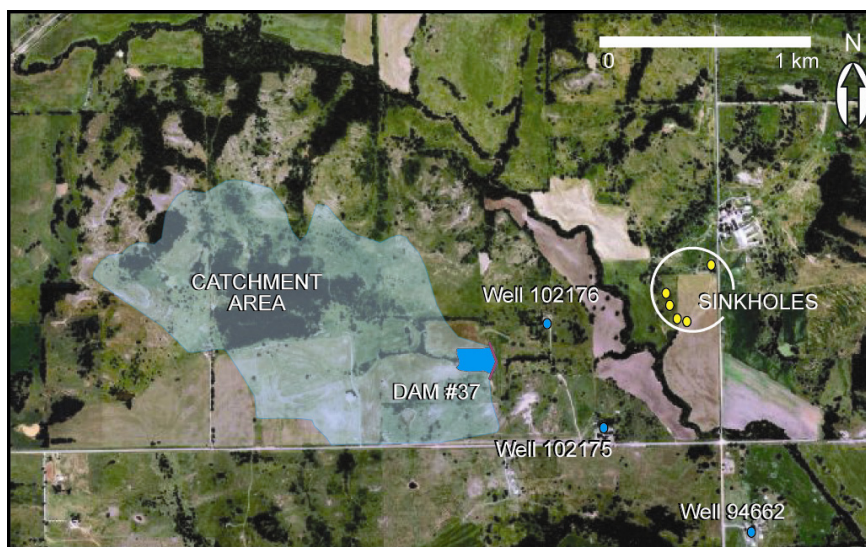 N
0 1 km
CATCHMENT
AREA
Well 102176
SINKHOLES
DAM #37
Well 102175
Well 94662